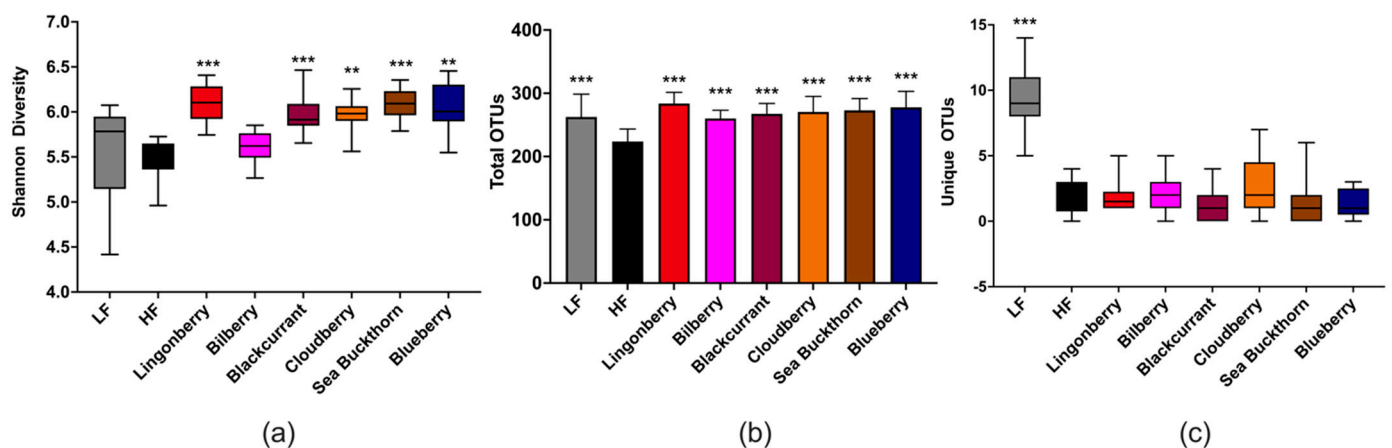 Shannon Diversity
7.0
6.5
6.0
5.5
5.0
4.5
4.0
***
***
**
***
**
LF
HF
Lingonberry
Bilberry
Blackcurrant
Cloudberry
Sea Buckthorn
Blueberry
(a)
Total OTUs
400
300
200
100
0
***
***
***
***
***
***
***
LF
HF
Lingonberry
Bilberry
Blackcurrant
Cloudberry
Sea Buckthorn
Blueberry
(b)
Unique OTUs
15
10
5
0
-5
***
LF
HF
Lingonberry
Bilberry
Blackcurrant
Cloudberry
Sea Buckthorn
Blueberry
(c)